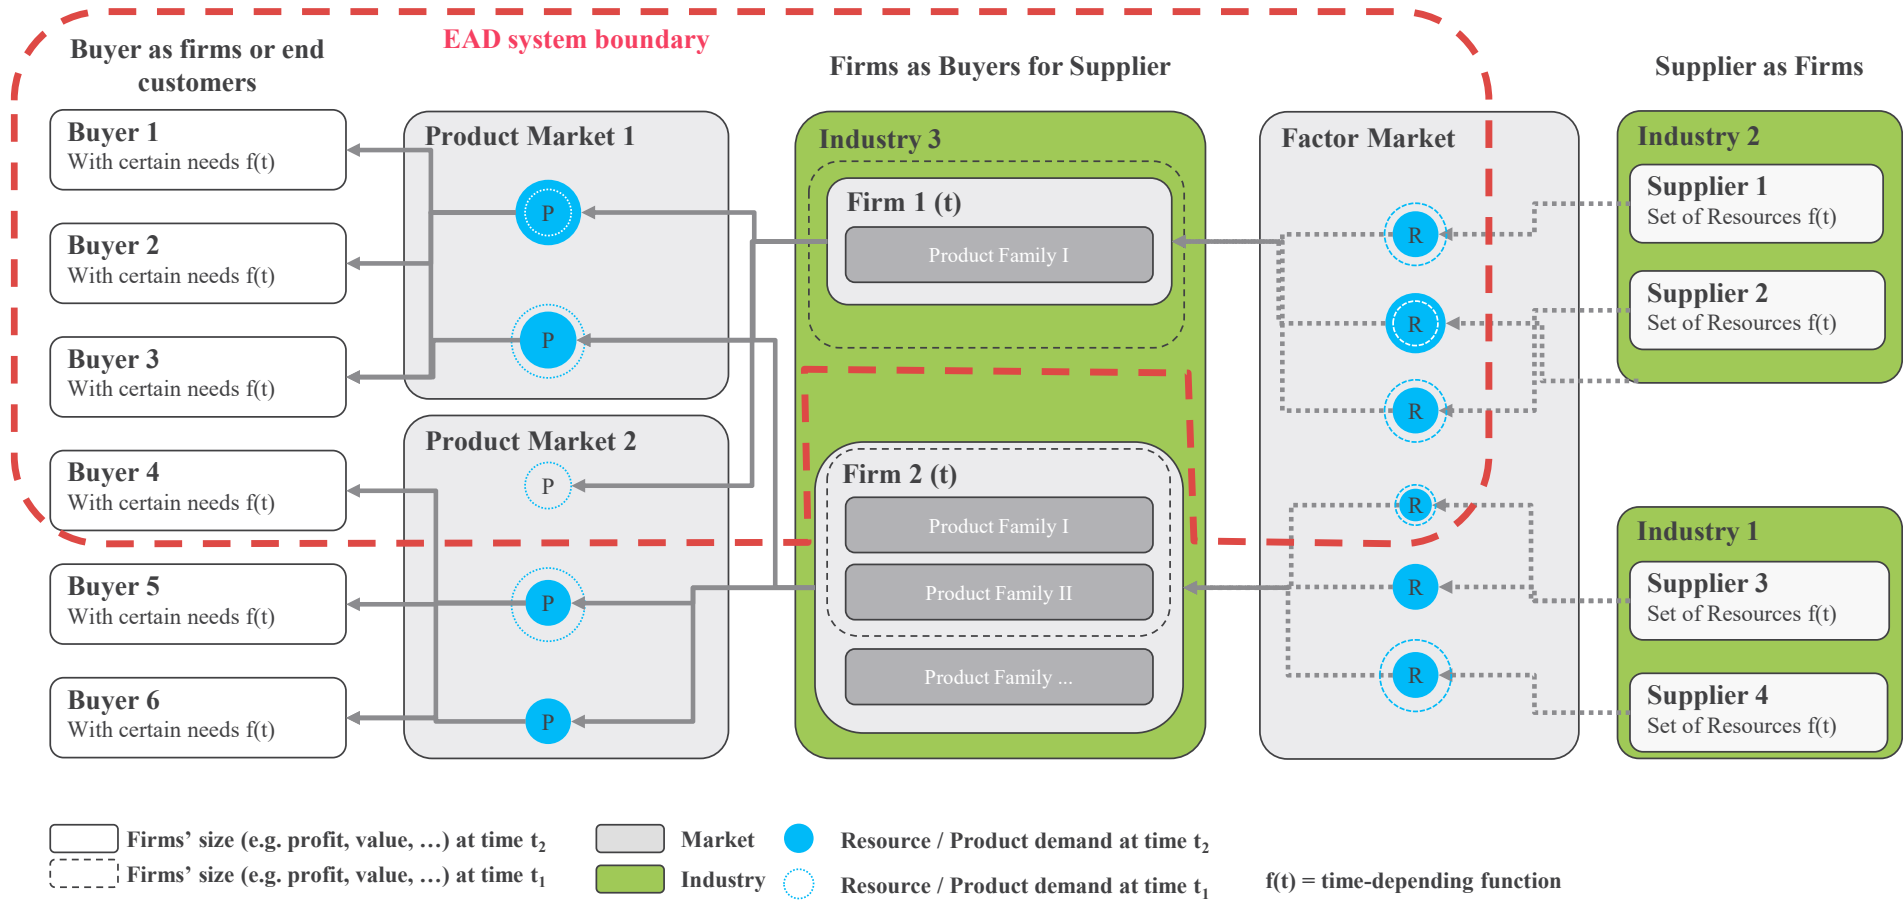 EAD system boundary
Buyer as firms or end
customers
Firms as Buyers for Supplier
Supplier as Firms
Buyer 1
With certain needs f(t)
Buyer 2
With certain needs f(t)
Buyer 3
With certain needs f(t)
Buyer 4
With certain needs f(t)
Buyer 5
With certain needs f(t)
Buyer 6
With certain needs f(t)
Product Market 1
P
P
Product Market 2
P
P
P
Industry 3
Firm 1 (t)
Product Family I
Firm 2 (t)
Product Family I
Product Family II
Product Family ...
Factor Market
R
R
R
R
R
R
Industry 2
Supplier 1
Set of Resources f(t)
Supplier 2
Set of Resources f(t)
Industry 1
Supplier 3
Set of Resources f(t)
Supplier 4
Set of Resources f(t)
Firms’ size (e.g. profit, value, …) at time t2
Firms’ size (e.g. profit, value, …) at time t1
Market
Industry
Resource / Product demand at time t2
Resource / Product demand at time t1
f(t) = time-depending function